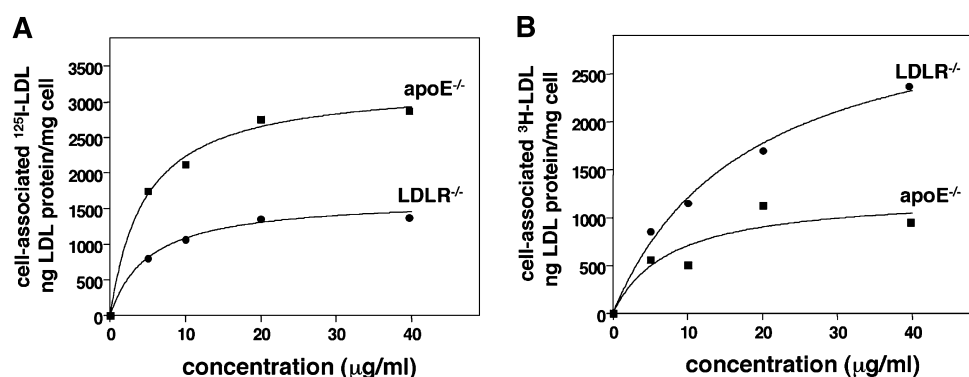 A
cell-associated ¹²⁵I-LDL
ng LDL protein/mg cell
3500
3000
2500
2000
1500
1000
500
0
apoE⁻/⁻
LDLR⁻/⁻
0 10 20 30 40
concentration (μg/ml)
B
cell-associated ³H-LDL
ng LDL protein/mg cell
2500
2000
1500
1000
500
0
LDLR⁻/⁻
apoE⁻/⁻
0 10 20 30 40
concentration (μg/ml)